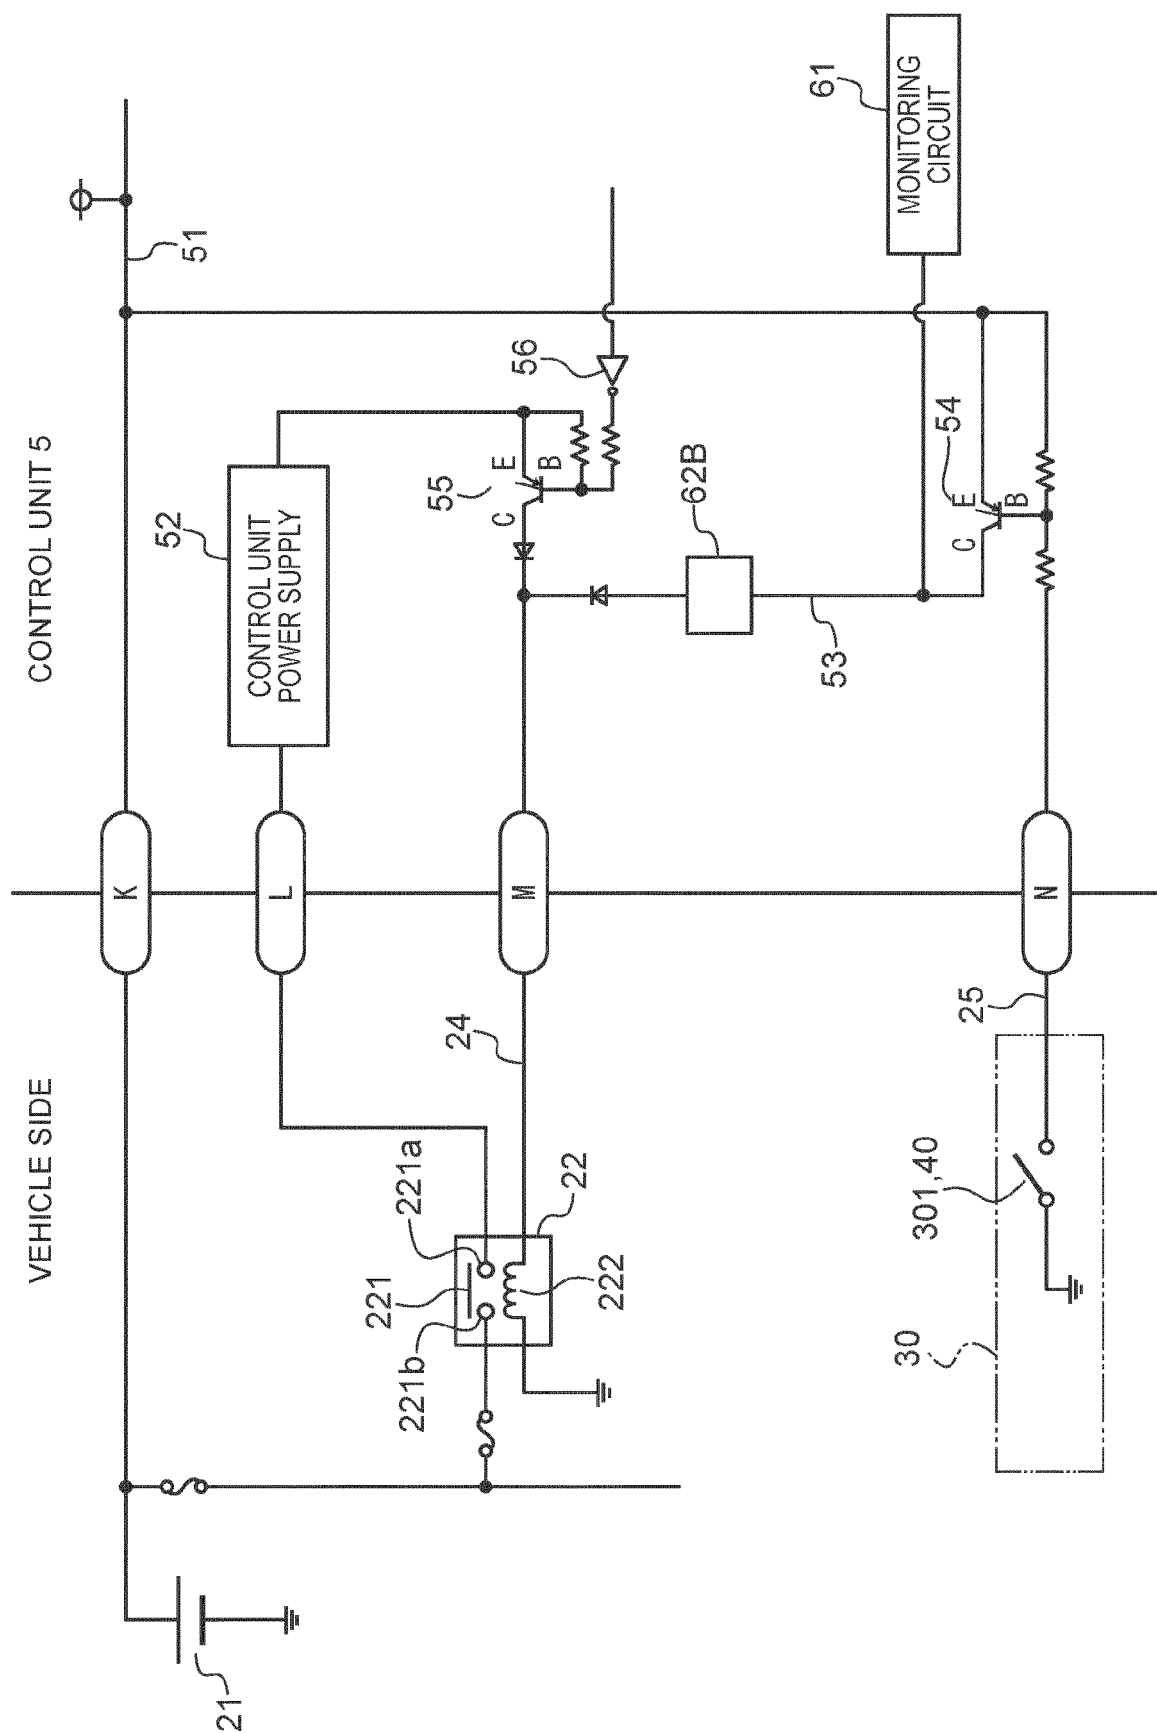 VEHICLE SIDE
CONTROL UNIT 5
21
K
51
L
52
CONTROL UNIT
POWER SUPPLY
221b
221
221a
222
22
24
M
55
E
B
C
56
62B
53
61
MONITORING
CIRCUIT
54
E
B
C
30
301,40
25
N